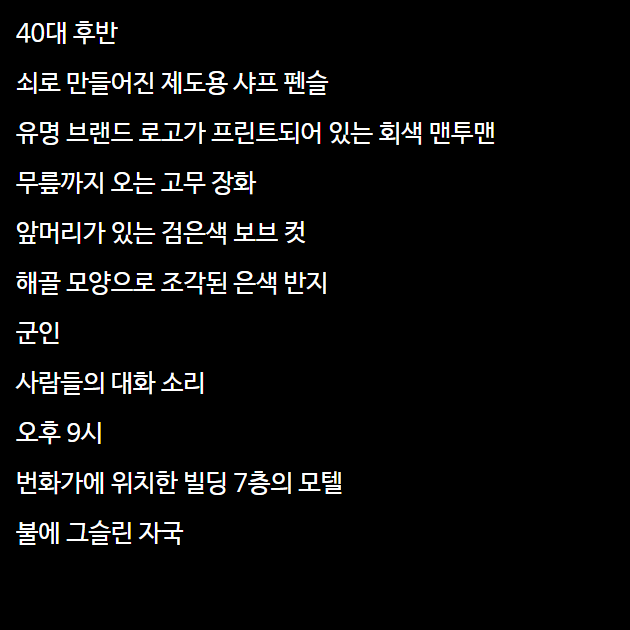 40대 후반
쇠로 만들어진 제도용 샤프 펜슬
유명 브랜드 로고가 프린트되어 있는 회색 맨투맨
무릎까지 오는 고무 장화
앞머리가 있는 검은색 보브 컷
해골 모양으로 조각된 은색 반지
군인
사람들의 대화 소리
오후 9시
번화가에 위치한 빌딩 7층의 모텔
불에 그슬린 자국